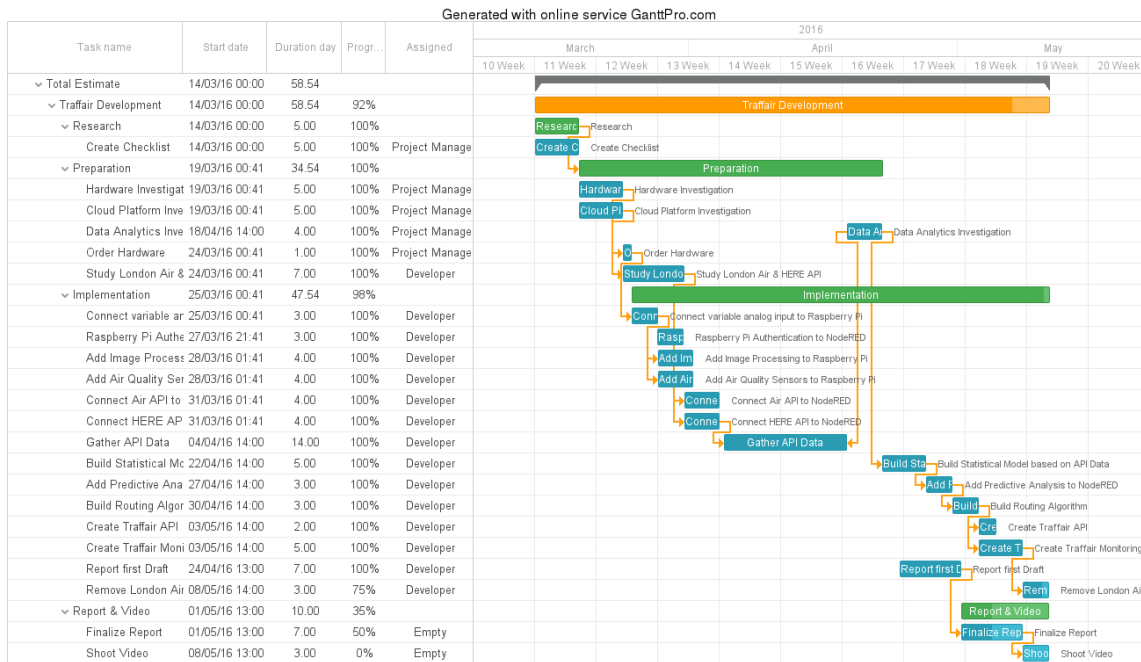 Generated with online service GanttPro.com
Task name Start date Duration day Progr... Assigned 2016
March April May
10 Week 11 Week 12 Week 13 Week 14 Week 15 Week 16 Week 17 Week 18 Week 19 Week 20 Week
Total Estimate 14/03/16 00:00 58.54
Traffair Development 14/03/16 00:00 58.54 92% Traffair Development
Research 14/03/16 00:00 5.00 100% Researc Research
Create Checklist 14/03/16 00:00 5.00 100% Project Manage Create C Create Checklist
Preparation 19/03/16 00:41 34.54 100% Preparation
Hardware Investigat 19/03/16 00:41 5.00 100% Project Manage Hardwar Hardware Investigation
Cloud Platform Inve 19/03/16 00:41 5.00 100% Project Manage Cloud Pl Cloud Platform Investigation
Data Analytics Inve 18/04/16 14:00 4.00 100% Project Manage Data A Data Analytics Investigation
Order Hardware 24/03/16 00:41 1.00 100% Project Manage O Order Hardware
Study London Air & 24/03/16 00:41 7.00 100% Developer Study Londo Study London Air & HERE API
Implementation 25/03/16 00:41 47.54 98% Implementation
Connect variable ar 25/03/16 00:41 3.00 100% Developer Conr Connect variable analog input to Raspberry Pi
Raspberry Pi Authe 27/03/16 21:41 3.00 100% Developer Rasp Raspberry Pi Authentication to NodeRED
Add Image Process 28/03/16 01:41 4.00 100% Developer Add Im Add Image Processing to Raspberry Pi
Add Air Quality Ser 28/03/16 01:41 4.00 100% Developer Add Air Add Air Quality Sensors to Raspberry Pi
Connect Air API to 31/03/16 01:41 4.00 100% Developer Conne Connect Air API to NodeRED
Connect HERE AP 31/03/16 01:41 4.00 100% Developer Conne Connect HERE API to NodeRED
Gather API Data 04/04/16 14:00 14.00 100% Developer Gather API Data
Build Statistical Mc 22/04/16 14:00 5.00 100% Developer Build Sta Build Statistical Model based on API Data
Add Predictive Ana 27/04/16 14:00 3.00 100% Developer Add F Add Predictive Analysis to NodeRED
Build Routing Algor 30/04/16 14:00 3.00 100% Developer Build Build Routing Algorithm
Create Traffair API 03/05/16 14:00 2.00 100% Developer Cre Create Traffair API
Create Traffair Moni 03/05/16 14:00 5.00 100% Developer Create T Create Traffair Monitoring
Report first Draft 24/04/16 13:00 7.00 100% Developer Report first D Report first Draft
Remove London Air 08/05/16 14:00 3.00 75% Developer Rem Remove London Ai
Report & Video 01/05/16 13:00 10.00 35% Report & Video
Finalize Report 01/05/16 13:00 7.00 50% Empty Finalize Rep Finalize Report
Shoot Video 08/05/16 13:00 3.00 0% Empty Shoo Shoot Video